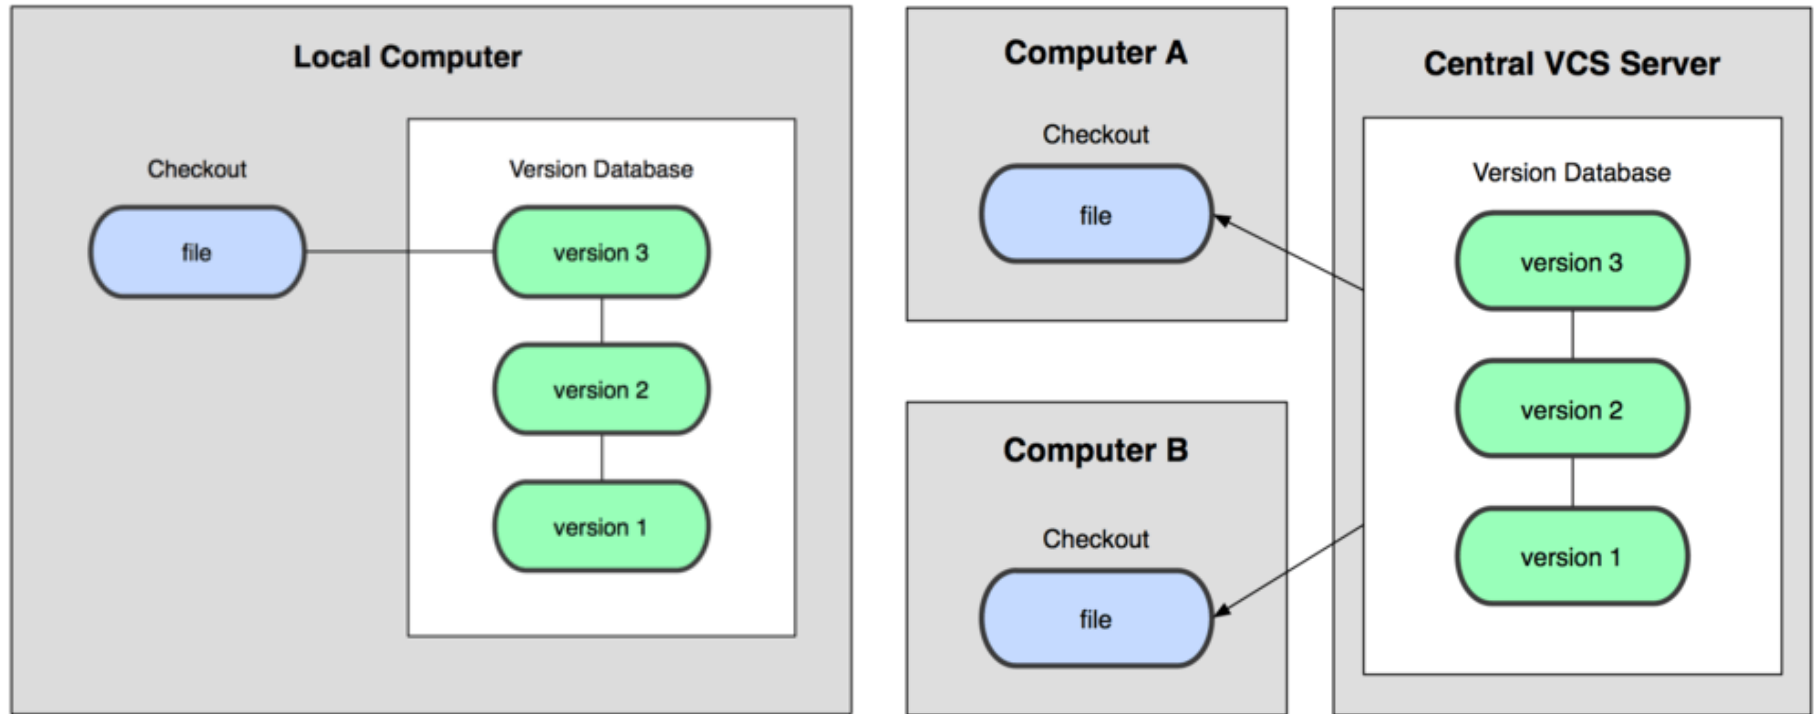 Local Computer
Checkout
Version Database
file
version 3
version 2
version 1
Computer A
Checkout
file
Computer B
Checkout
file
Central VCS Server
Version Database
version 3
version 2
version 1